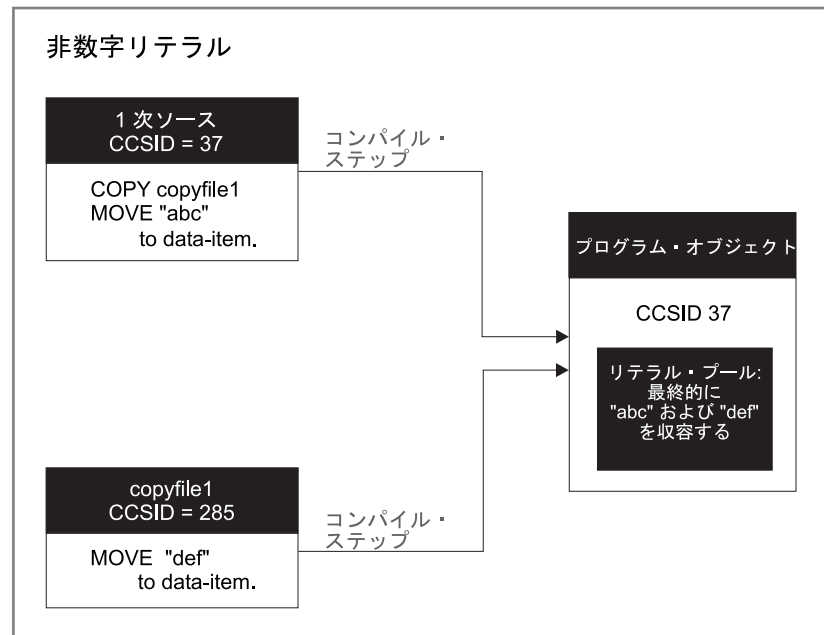 非数字リテラル
1 次ソース
CCSID = 37
COPY copyfile1
MOVE "abc"
to data-item.
コンパイル・
ステップ
プログラム・オブジェクト
CCSID 37
リテラル・プール:
最終的に
"abc" および "def"
を収容する
copyfile1
CCSID = 285
MOVE "def"
to data-item.
コンパイル・
ステップ